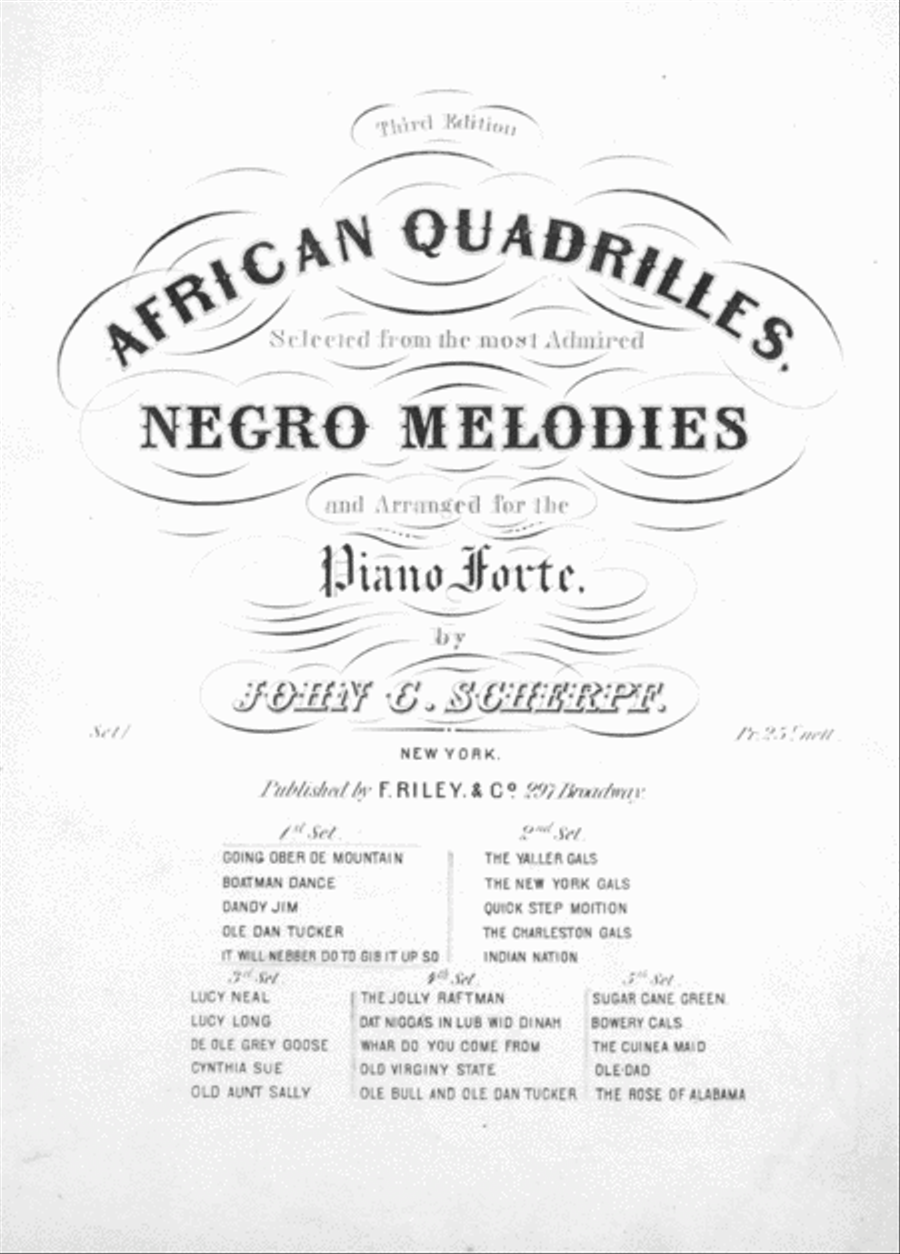 Third Edition
AFRICAN QUADRILLES.
Selected from the most Admired
NEGRO MELODIES
and Arranged for the
Piano Forte.
by
JOHN C. SCHERPF.
Set 1
Pr. 25 Cnett.
NEW YORK.
Published by F. RILEY. & Co. 297 Broadway.
1st Set.
GOING OBER DE MOUNTAIN
BOATMAN DANCE
DANDY JIM
OLE DAN TUCKER
IT WILL NEBBER DO TO GIB IT UP SO
2nd Set.
THE YALLER GALS
THE NEW YORK GALS
QUICK STEP MOITION
THE CHARLESTON GALS
INDIAN NATION
3rd Set.
LUCY NEAL
LUCY LONG
DE OLE GREY GOOSE
CYNTHIA SUE
OLD AUNT SALLY
4th Set.
THE JOLLY RAFTMAN
DAT NIGGA'S IN LUB WID DINAH
WHAR DO YOU COME FROM
OLD VIRGINY STATE
OLE BULL AND OLE DAN TUCKER
5th Set.
SUGAR CANE GREEN.
BOWERY GALS
THE GUINEA MAID
OLE DAD
THE ROSE OF ALABAMA